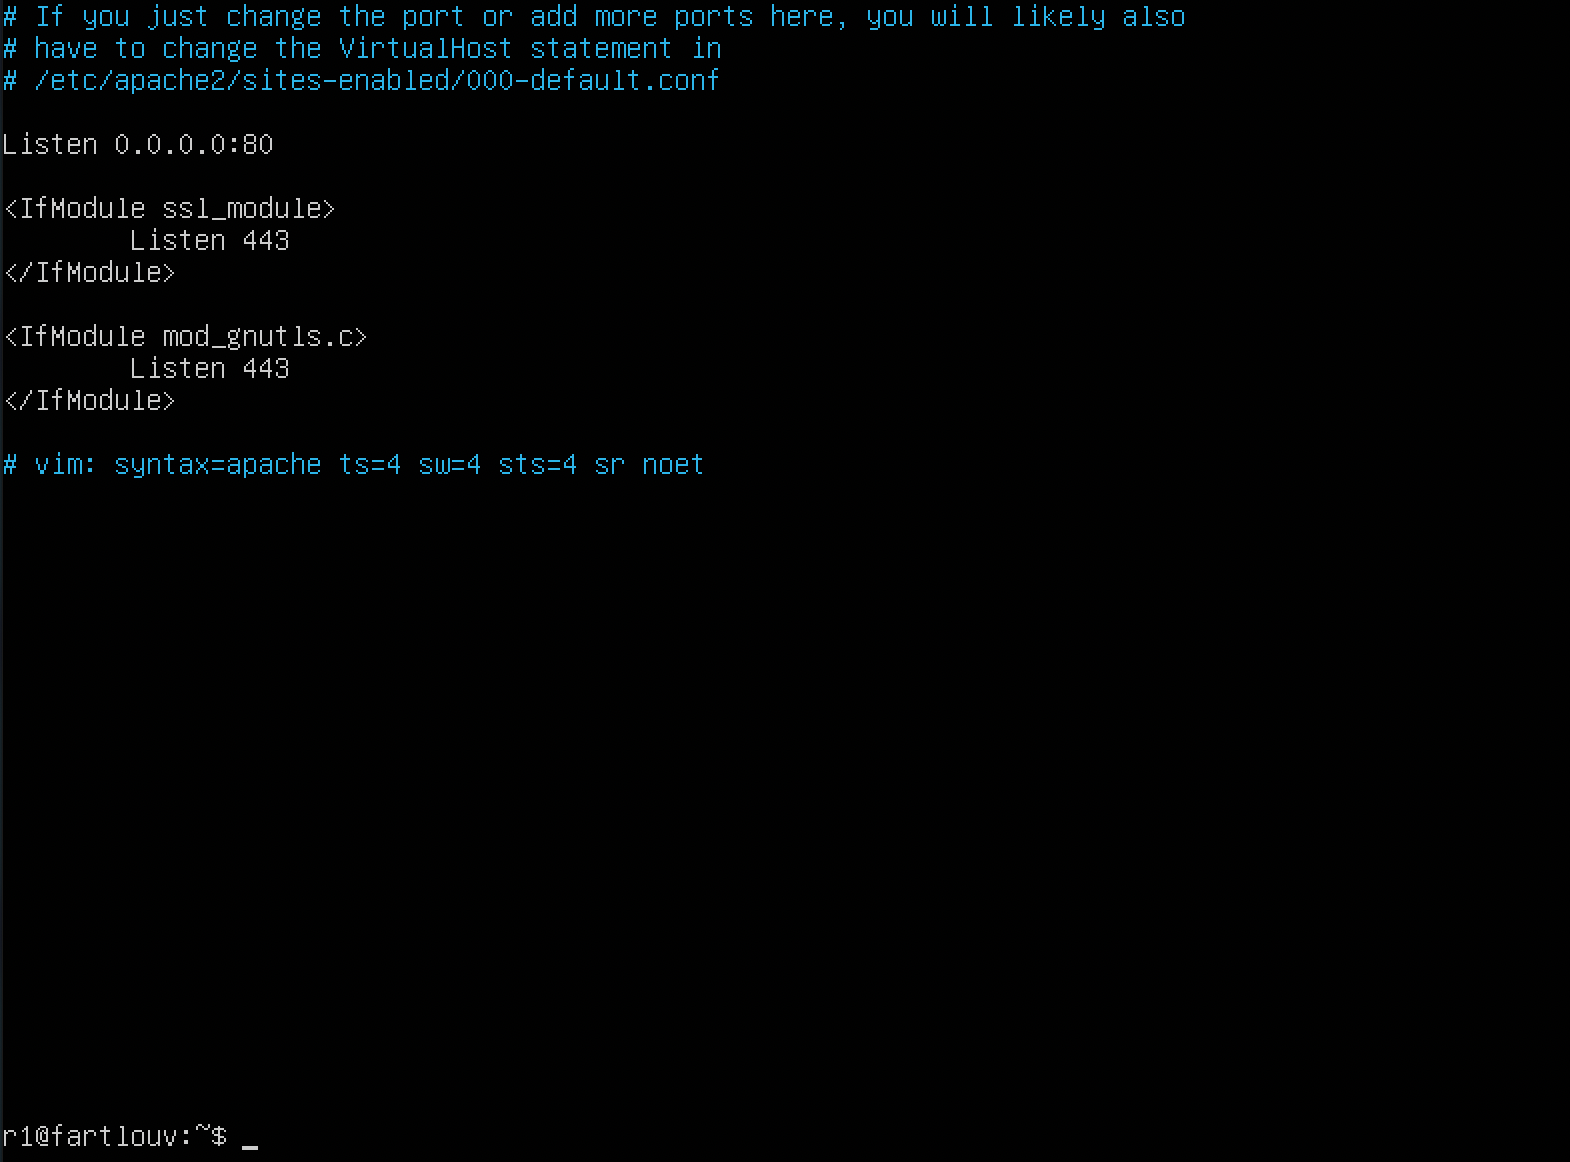 # If you just change the port or add more ports here, you will likely also
# have to change the VirtualHost statement in
# /etc/apache2/sites-enabled/000-default.conf
Listen 0.0.0.0:80
<IfModule ssl_module>
Listen 443
</IfModule>
<IfModule mod_gnutls.c>
Listen 443
</IfModule>
# vim: syntax=apache ts=4 sw=4 sts=4 sr noet
r1@fartlouv:~$ _